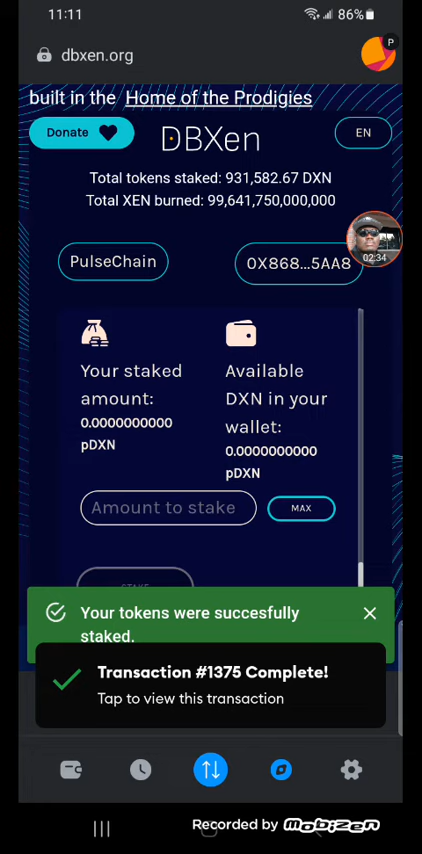 11:11
86%
dbxen.org
P
built in the Home of the Prodigies
Donate
DBXen
EN
Total tokens staked: 931,582.67 DXN
Total XEN burned: 99,641,750,000,000
PulseChain
0X868...5AA8
02:34
Your staked
amount:
0.0000000000
pDXN
Available
DXN in your
wallet:
0.0000000000
pDXN
Amount to stake
MAX
STAKE
Your tokens were succesfully
staked.
Transaction #1375 Complete!
Tap to view this transaction
Recorded by Mobizen